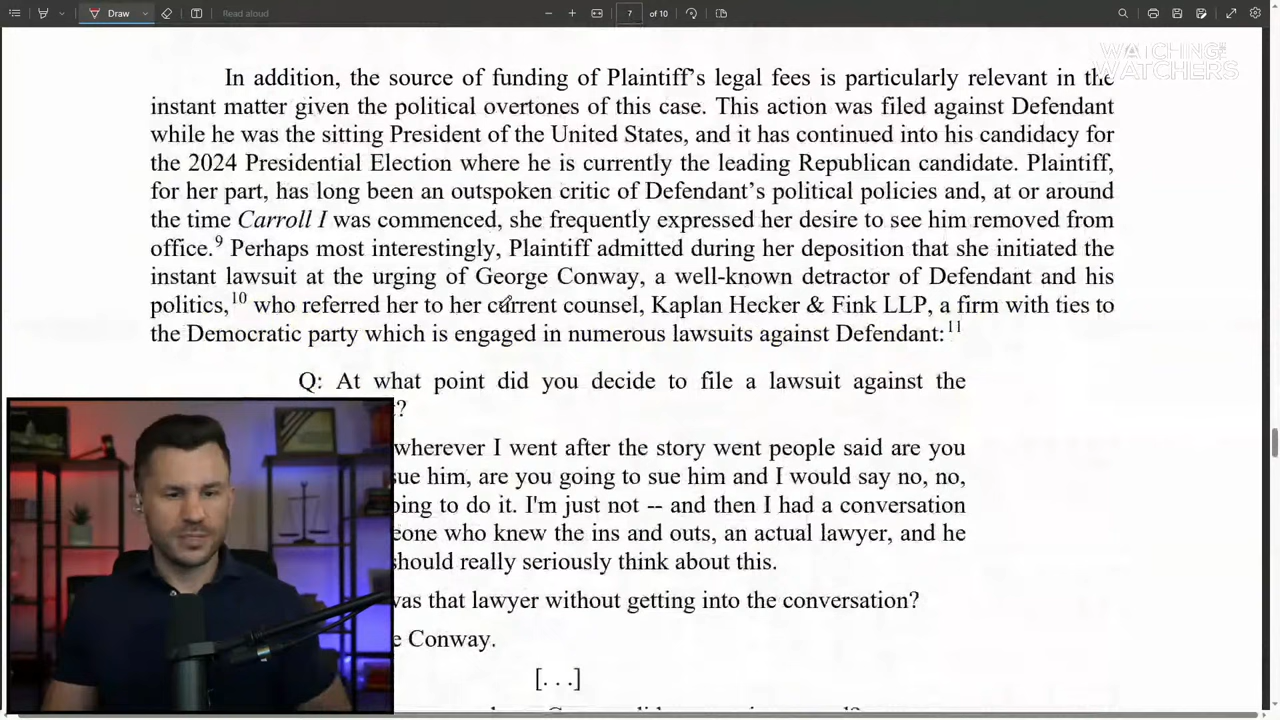 Draw
Read aloud
7 of 10
WATCHING THE WATCHERS
In addition, the source of funding of Plaintiff's legal fees is particularly relevant in the
instant matter given the political overtones of this case. This action was filed against Defendant
while he was the sitting President of the United States, and it has continued into his candidacy for
the 2024 Presidential Election where he is currently the leading Republican candidate. Plaintiff,
for her part, has long been an outspoken critic of Defendant's political policies and, at or around
the time Carroll I was commenced, she frequently expressed her desire to see him removed from
office.9 Perhaps most interestingly, Plaintiff admitted during her deposition that she initiated the
instant lawsuit at the urging of George Conway, a well-known detractor of Defendant and his
politics,10 who referred her to her current counsel, Kaplan Hecker & Fink LLP, a firm with ties to
the Democratic party which is engaged in numerous lawsuits against Defendant:11
Q: At what point did you decide to file a lawsuit against the
wherever I went after the story went people said are you
sue him, are you going to sue him and I would say no, no,
oing to do it. I'm just not -- and then I had a conversation
eone who knew the ins and outs, an actual lawyer, and he
should really seriously think about this.
was that lawyer without getting into the conversation?
e Conway.
[. . .]